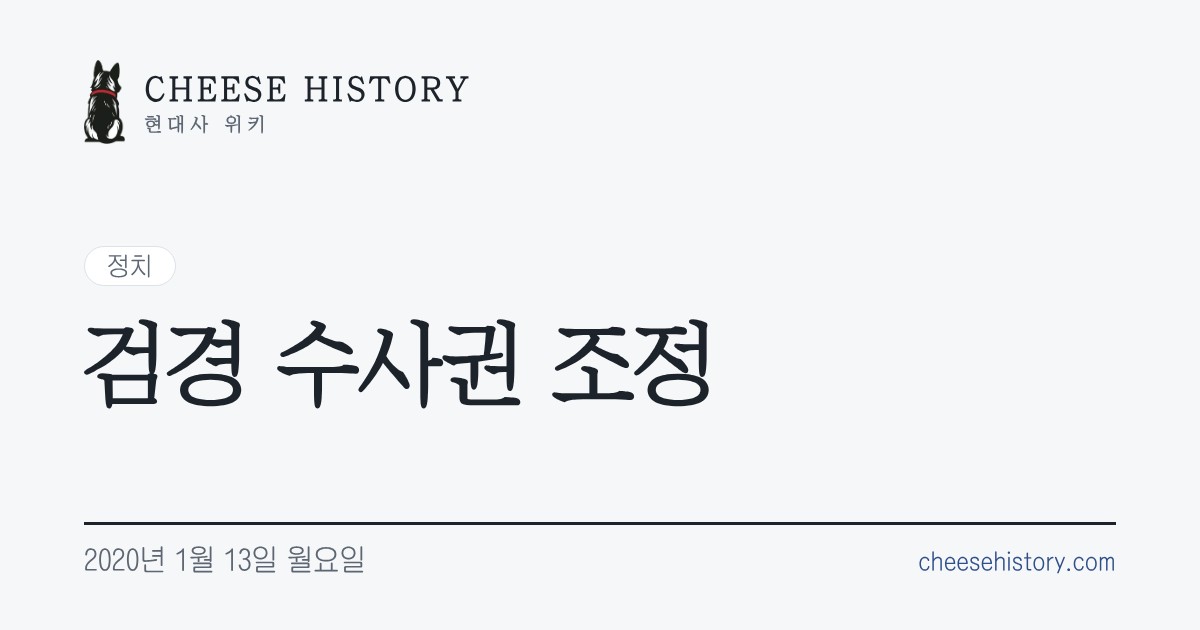 CHEESE HISTORY
현대사 위키
정치
검경 수사권 조정
2020년 1월 13일 월요일
cheesehistory.com